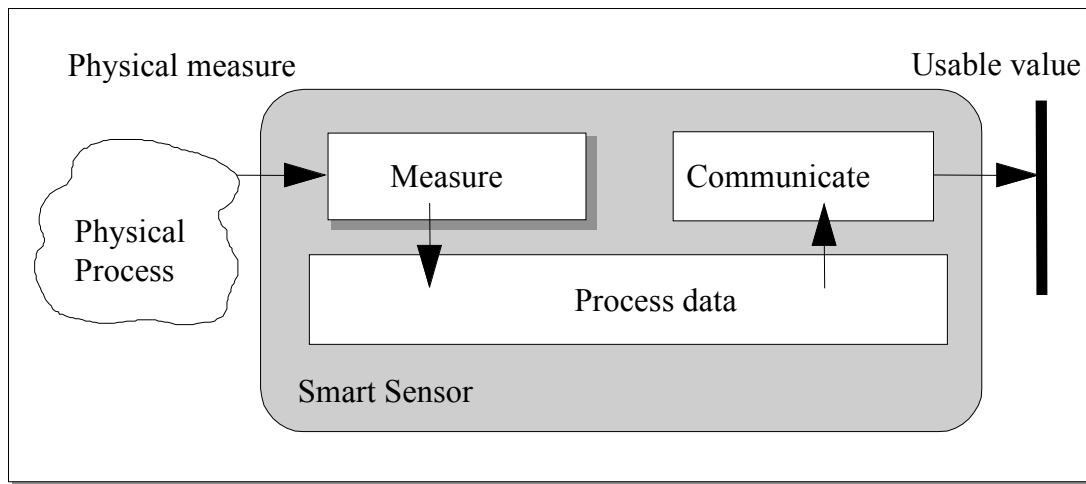 Physical measure
Usable value
Measure
Communicate
Physical
Process
Process data
Smart Sensor